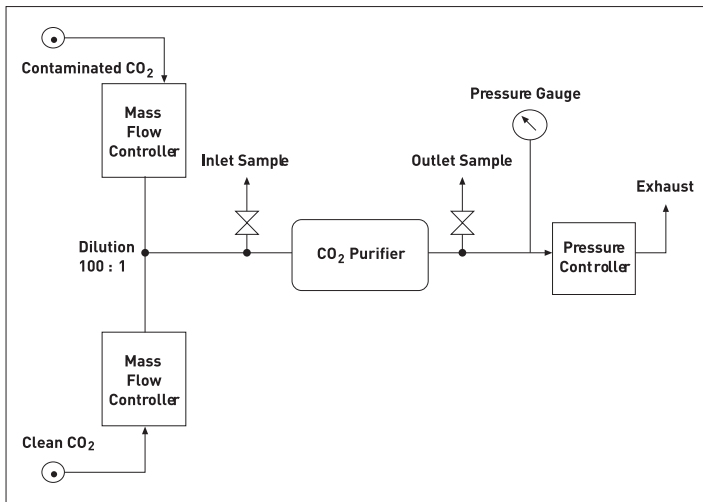 Contaminated CO2
Mass
Flow
Controller
Pressure Gauge
Inlet Sample
Outlet Sample
Exhaust
Dilution
100 : 1
CO2 Purifier
Pressure
Controller
Mass
Flow
Controller
Clean CO2